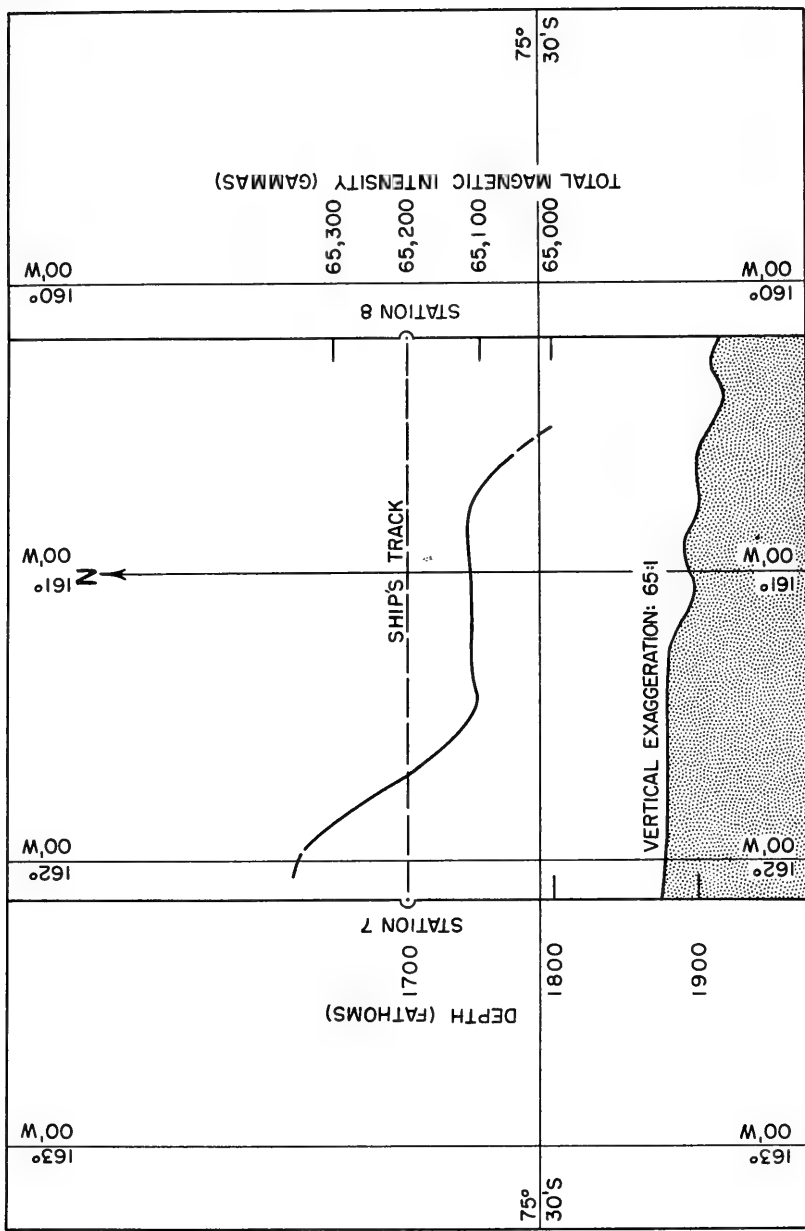 163° 00'W
162° 00'W
161° 00'W
160° 00'W
N
STATION 7
STATION 8
SHIP'S TRACK
DEPTH (FATHOMS)
1700
1800
1900
TOTAL MAGNETIC INTENSITY (GAMMAS)
65,300
65,200
65,100
65,000
75° 30'S
75° 30'S
VERTICAL EXAGGERATION: 65:1
163° 00'W
162° 00'W
161° 00'W
160° 00'W